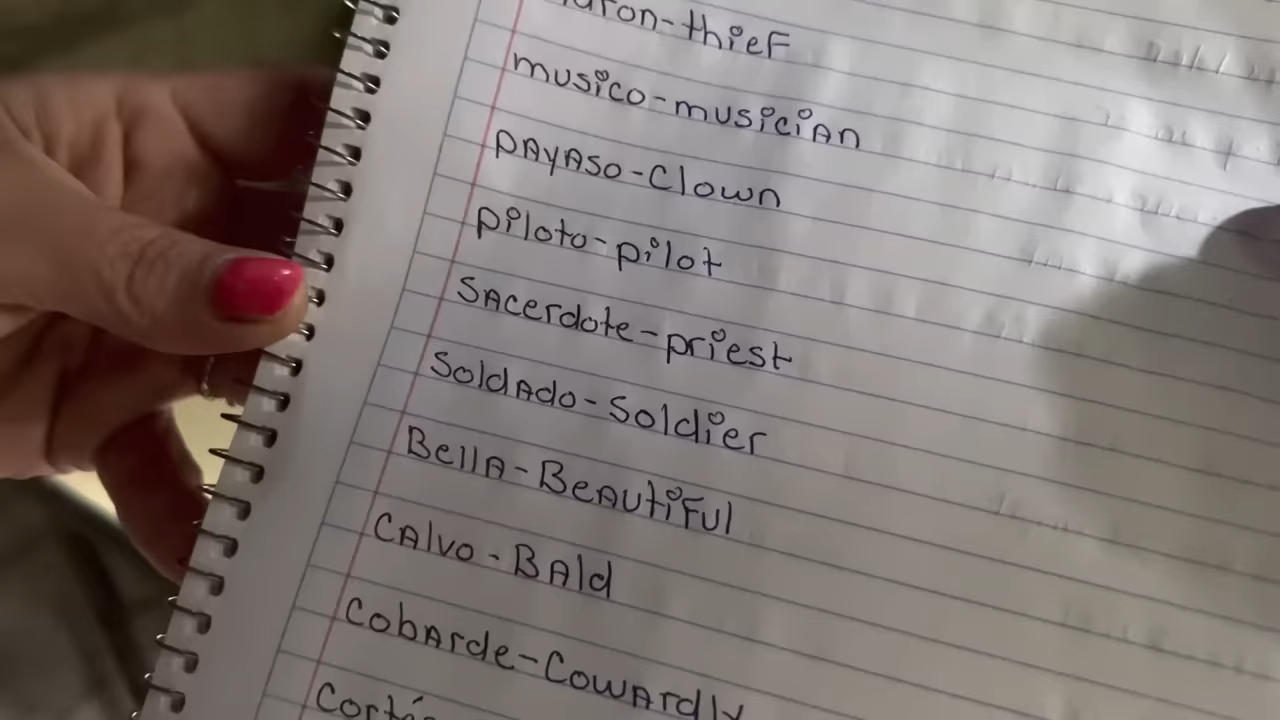 thief
musico-musician
PAyAso-Clown
piloto-pilot
SAcerdote-priest
SoldAdo-Soldier
BellA-BeAutiFul
CAlvo-BAld
CobArde-CowArdly